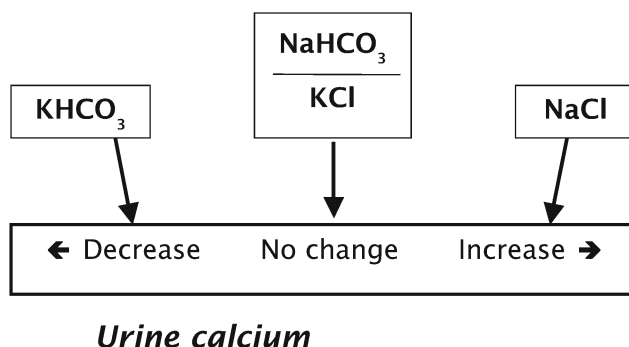 NaHCO₃
KCl
KHCO₃
NaCl
← Decrease No change Increase →
Urine calcium